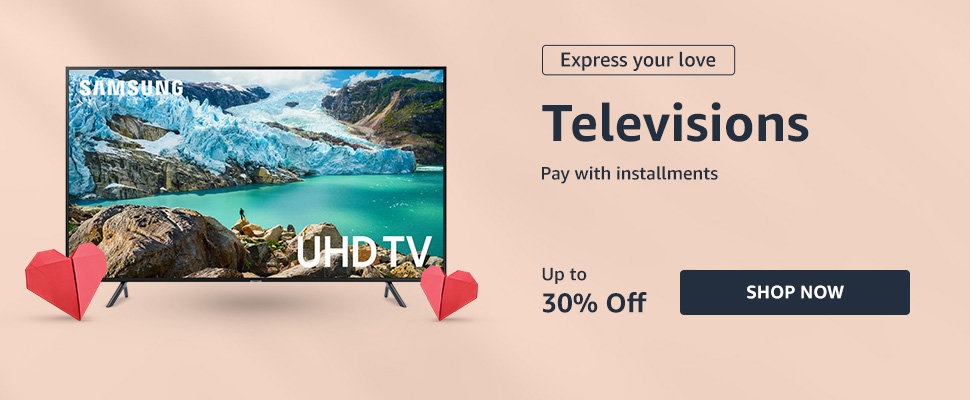 SAMSUNG
UHD TV
Express your love
Televisions
Pay with installments
Up to
30% Off
SHOP NOW